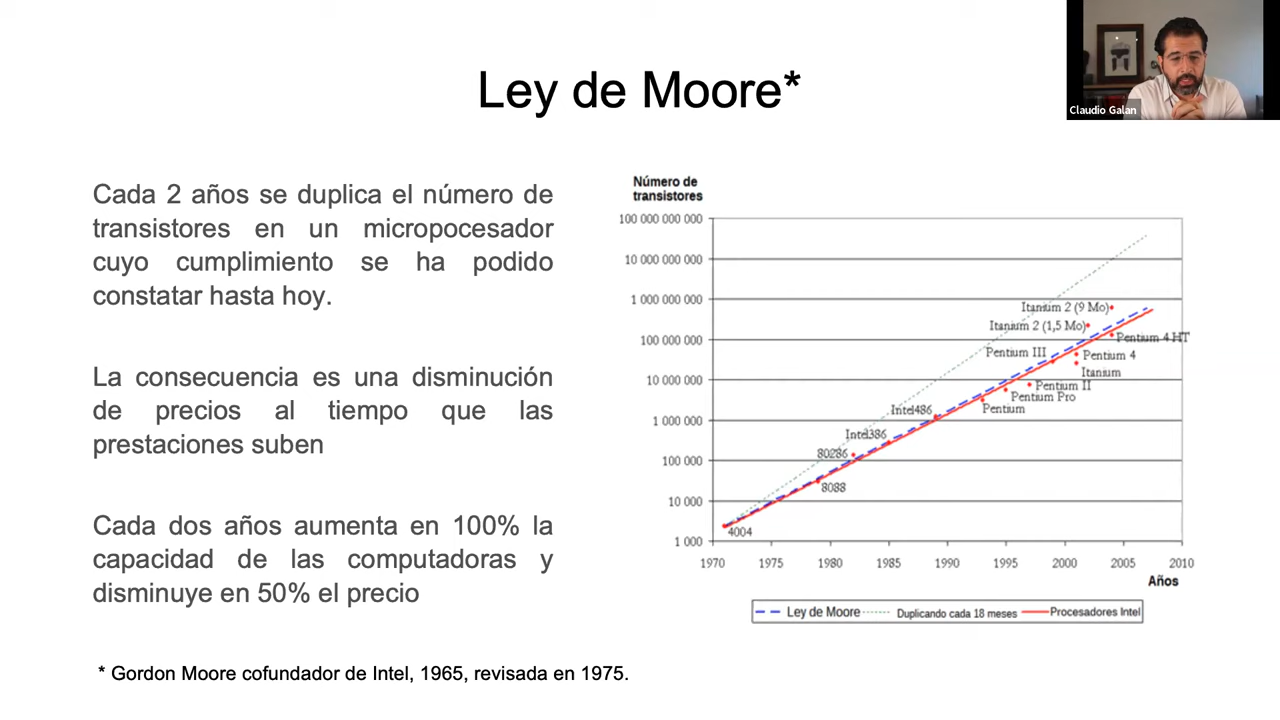 Ley de Moore*
Claudio Galan
Cada 2 años se duplica el número de
transistores en un micropocesador
cuyo cumplimiento se ha podido
constatar hasta hoy.
La consecuencia es una disminución
de precios al tiempo que las
prestaciones suben
Cada dos años aumenta en 100% la
capacidad de las computadoras y
disminuye en 50% el precio
* Gordon Moore cofundador de Intel, 1965, revisada en 1975.
Número de
transistores
100 000 000 000
10 000 000 000
1 000 000 000
100 000 000
10 000 000
1 000 000
100 000
10 000
1 000
Itanium 2 (9 Mo)
Itanium 2 (1,5 Mo)
Pentium 4 HT
Pentium III
Pentium 4
Itanium
Pentium II
Pentium Pro
Pentium
Intel486
Intel386
80286
8088
4004
1970 1975 1980 1985 1990 1995 2000 2005 2010
Años
Ley de Moore Duplicando cada 18 meses Procesadores Intel